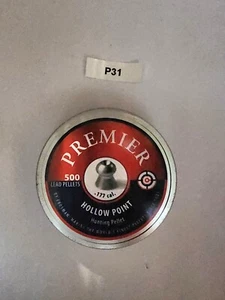 P31
PREMIER
500
LEAD PELLETS
.177 cal.
HOLLOW POINT
Hunting Pellet